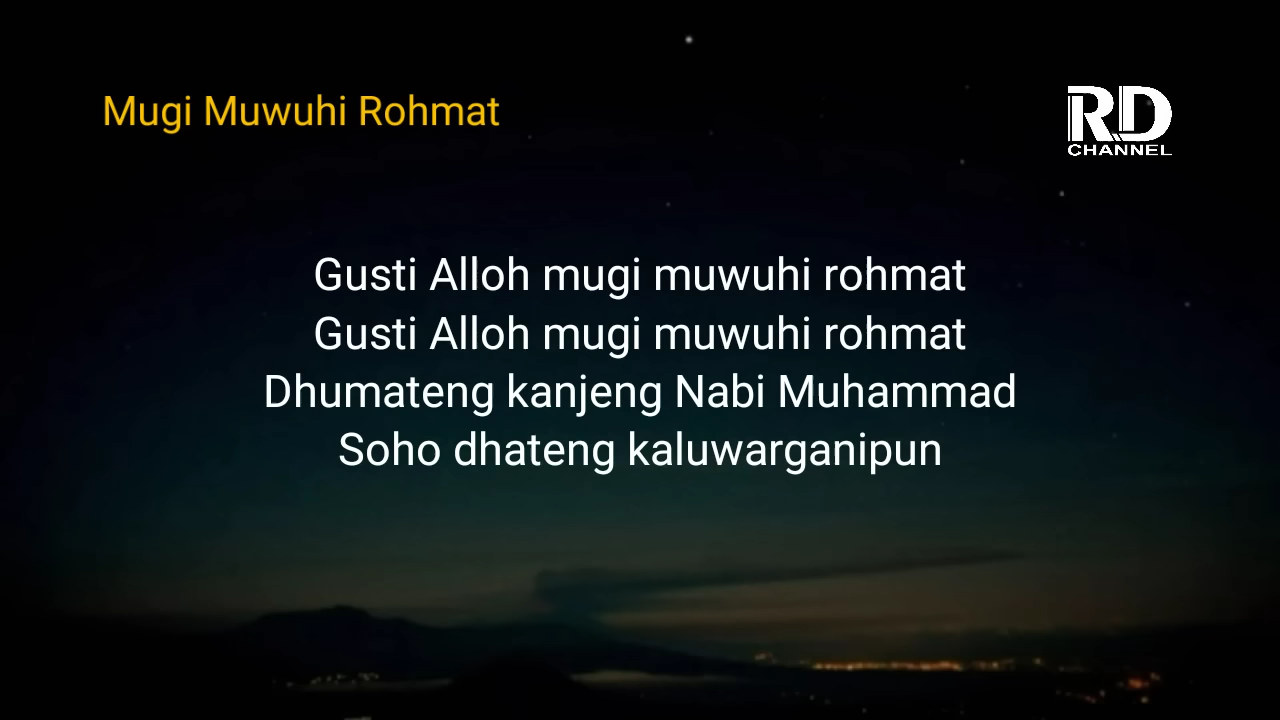 Mugi Muwuhi Rohmat
RD
CHANNEL
Gusti Alloh mugi muwuhi rohmat
Gusti Alloh mugi muwuhi rohmat
Dhumateng kanjeng Nabi Muhammad
Soho dhateng kaluwarganipun